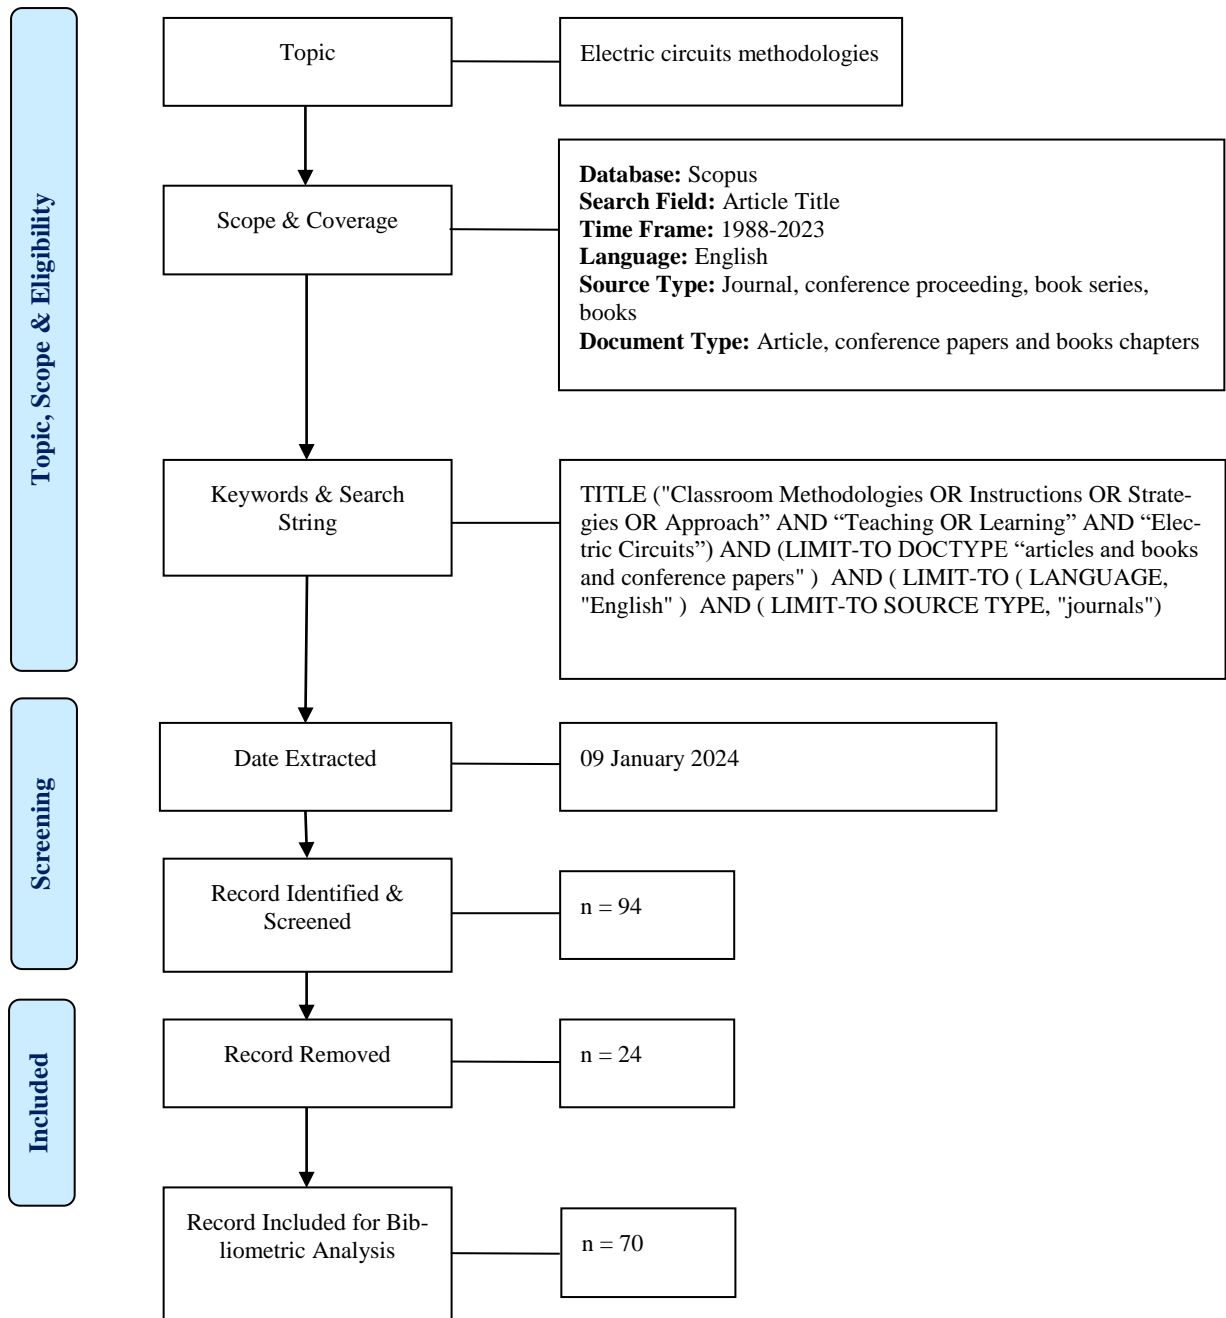 Topic, Scope & Eligibility
Topic
Electric circuits methodologies
Scope & Coverage
Database: Scopus
Search Field: Article Title
Time Frame: 1988-2023
Language: English
Source Type: Journal, conference proceeding, book series,
books
Document Type: Article, conference papers and books chapters
Keywords & Search
String
TITLE ("Classroom Methodologies OR Instructions OR Strate-
gies OR Approach” AND “Teaching OR Learning” AND “Elec-
tric Circuits”) AND (LIMIT-TO DOCTYPE “articles and books
and conference papers" ) AND ( LIMIT-TO ( LANGUAGE,
"English" ) AND ( LIMIT-TO SOURCE TYPE, "journals")
Screening
Date Extracted
09 January 2024
Record Identified &
Screened
n = 94
Included
Record Removed
n = 24
Record Included for Bib-
liometric Analysis
n = 70